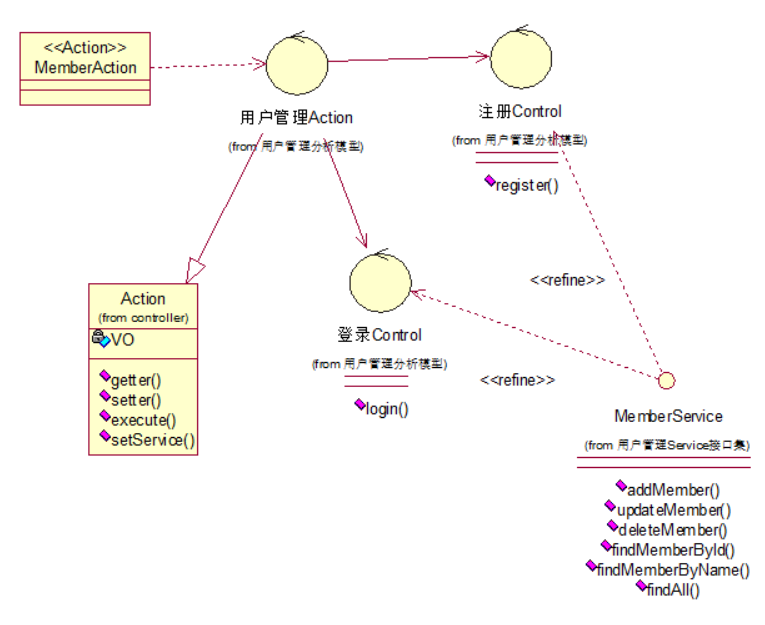 <<Action>>
MemberAction
用户管理Action
(from 用户管理分析模型)
注册Control
(from 用户管理分析模型)
register()
<<refine>>
Action
(from controller)
VO
getter()
setter()
execute()
setService()
登录Control
(from 用户管理分析模型)
login()
<<refine>>
MemberService
(from 用户管理Service接口集)
addMember()
updateMember()
deleteMember()
findMemberById()
findMemberByName()
findAll()